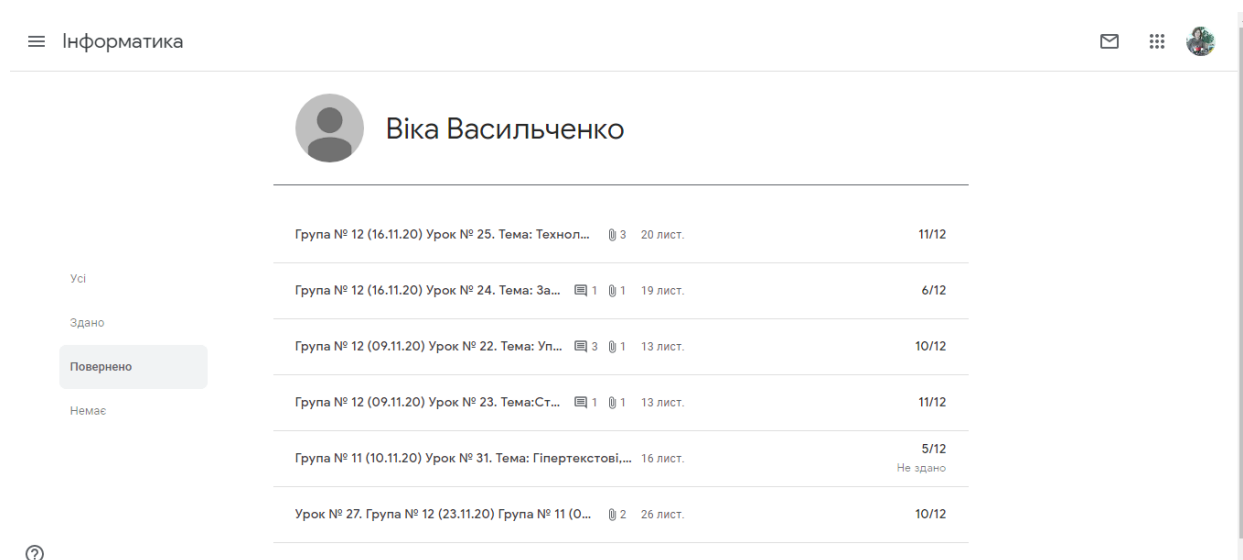 Інформатика
Віка Васильченко
Група № 12 (16.11.20) Урок № 25. Тема: Технол... 3 20 лист. 11/12
Усі
Група № 12 (16.11.20) Урок № 24. Тема: За... 1 1 19 лист. 6/12
Здано
Група № 12 (09.11.20) Урок № 22. Тема: Уп... 3 1 13 лист. 10/12
Повернено
Група № 12 (09.11.20) Урок № 23. Тема:Ст... 1 1 13 лист. 11/12
Немає
Група № 11 (10.11.20) Урок № 31. Тема: Гіпертекстові,... 16 лист. 5/12
Не здано
Урок № 27. Група № 12 (23.11.20) Група № 11 (0... 2 26 лист. 10/12